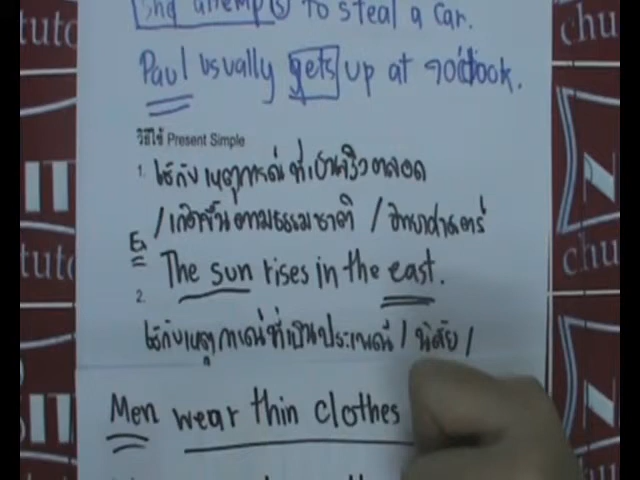 attempts to steal a car.
Paul usually gets up at 7 o'clock.
วิธีใช้ Present Simple
1. ใช้กับเหตุการณ์ที่เป็นจริงตลอด
/เกิดขึ้นตามธรรมชาติ / วิทยาศาสตร์
Ex The sun rises in the east.
2.
ใช้กับเหตุการณ์ที่เป็นประเพณี / นิสัย /
Men wear thin clothes